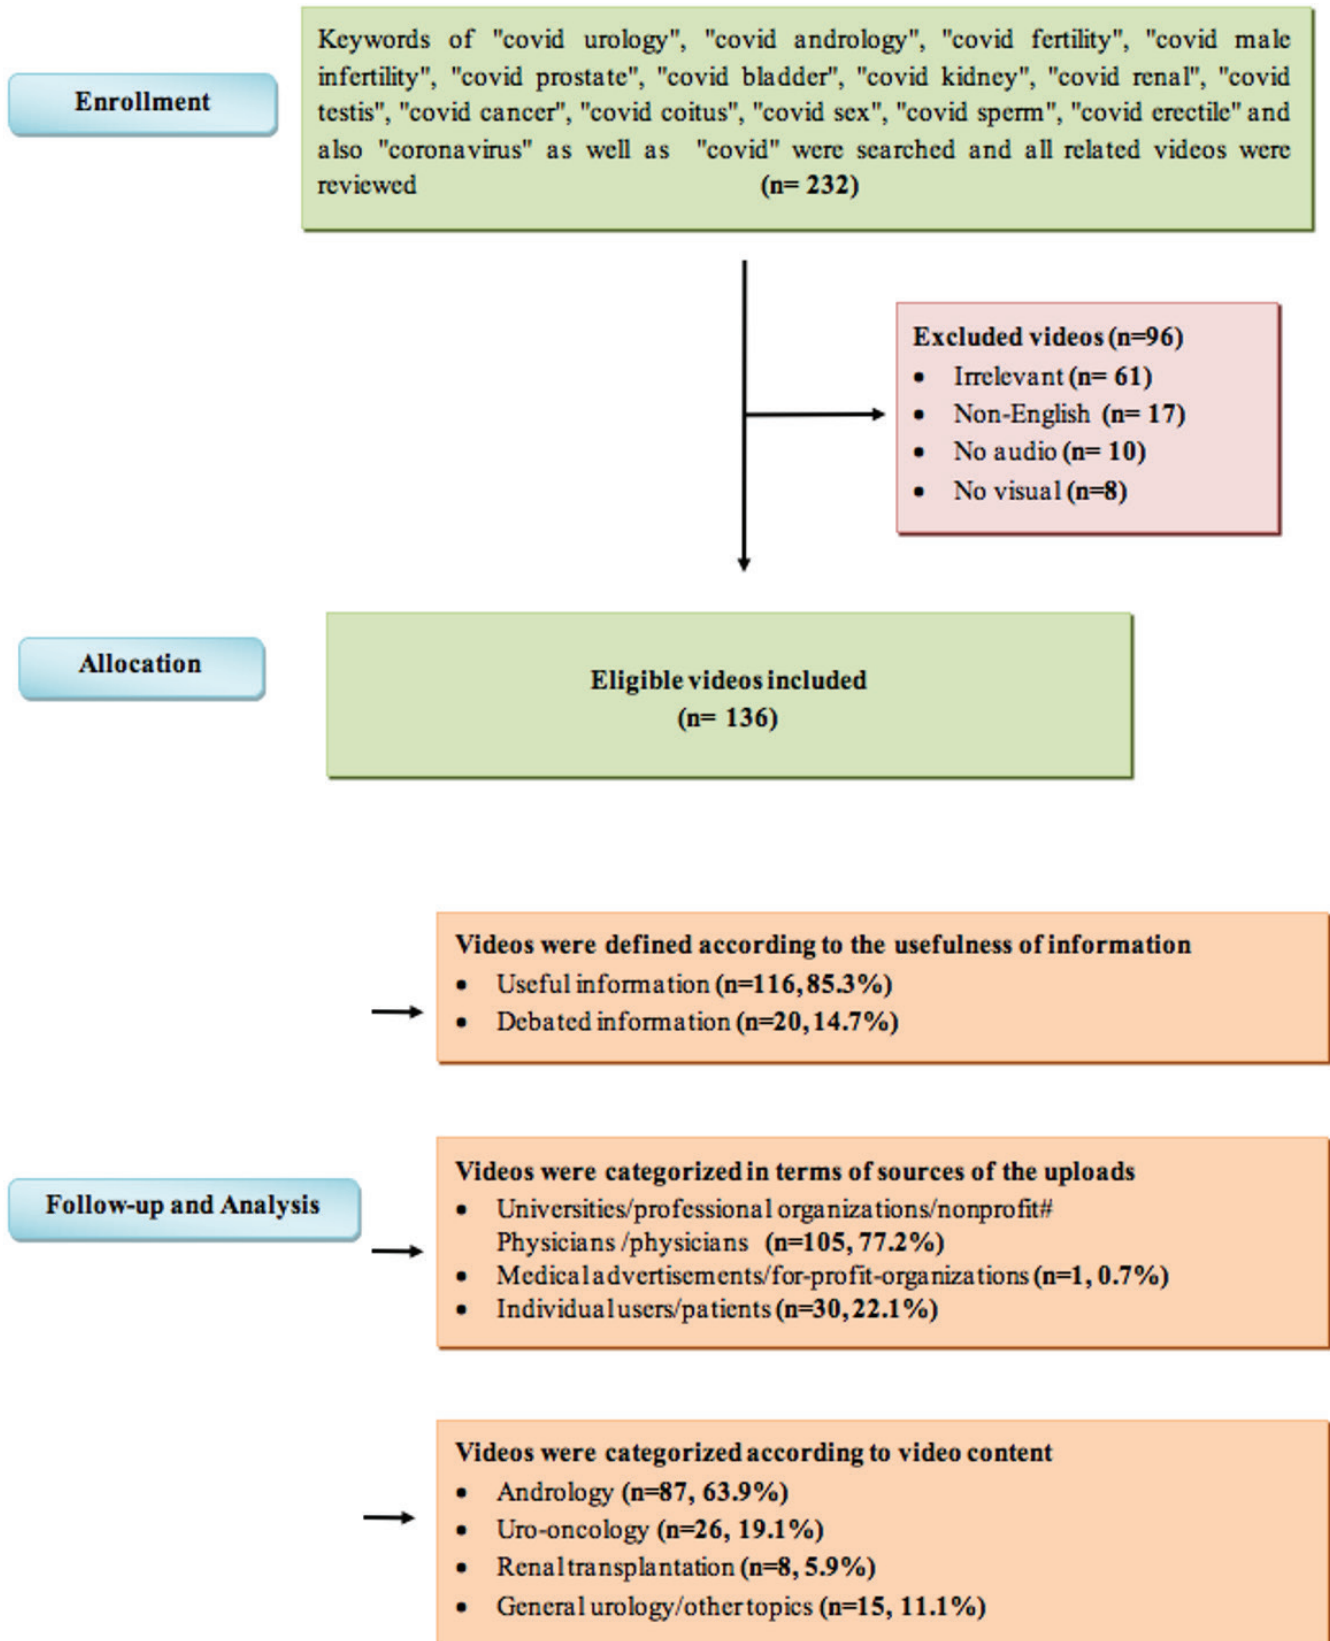 Enrollment
Keywords of "covid urology", "covid andrology", "covid fertility", "covid male
infertility", "covid prostate", "covid bladder", "covid kidney", "covid renal", "covid
testis", "covid cancer", "covid coitus", "covid sex", "covid sperm", "covid erectile" and
also "coronavirus" as well as "covid" were searched and all related videos were
reviewed (n= 232)
Excluded videos (n=96)
• Irrelevant (n= 61)
• Non-English (n= 17)
• No audio (n= 10)
• No visual (n=8)
Allocation
Eligible videos included
(n= 136)
Videos were defined according to the usefulness of information
• Useful information (n=116, 85.3%)
• Debated information (n=20, 14.7%)
Follow-up and Analysis
Videos were categorized in terms of sources of the uploads
• Universities/professional organizations/nonprofit#
Physicians /physicians (n=105, 77.2%)
• Medical advertisements/for-profit-organizations (n=1, 0.7%)
• Individual users/patients (n=30, 22.1%)
Videos were categorized according to video content
• Andrology (n=87, 63.9%)
• Uro-oncology (n=26, 19.1%)
• Renal transplantation (n=8, 5.9%)
• General urology/other topics (n=15, 11.1%)